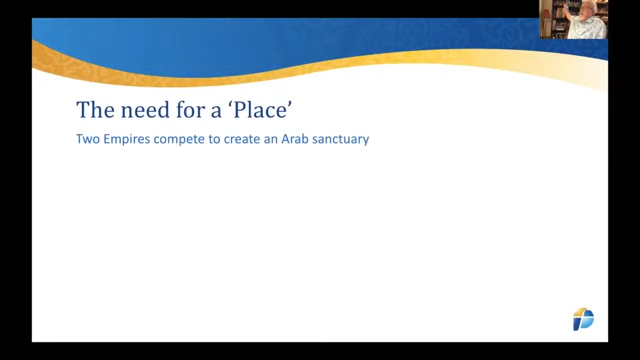 The need for a ‘Place’
Two Empires compete to create an Arab sanctuary